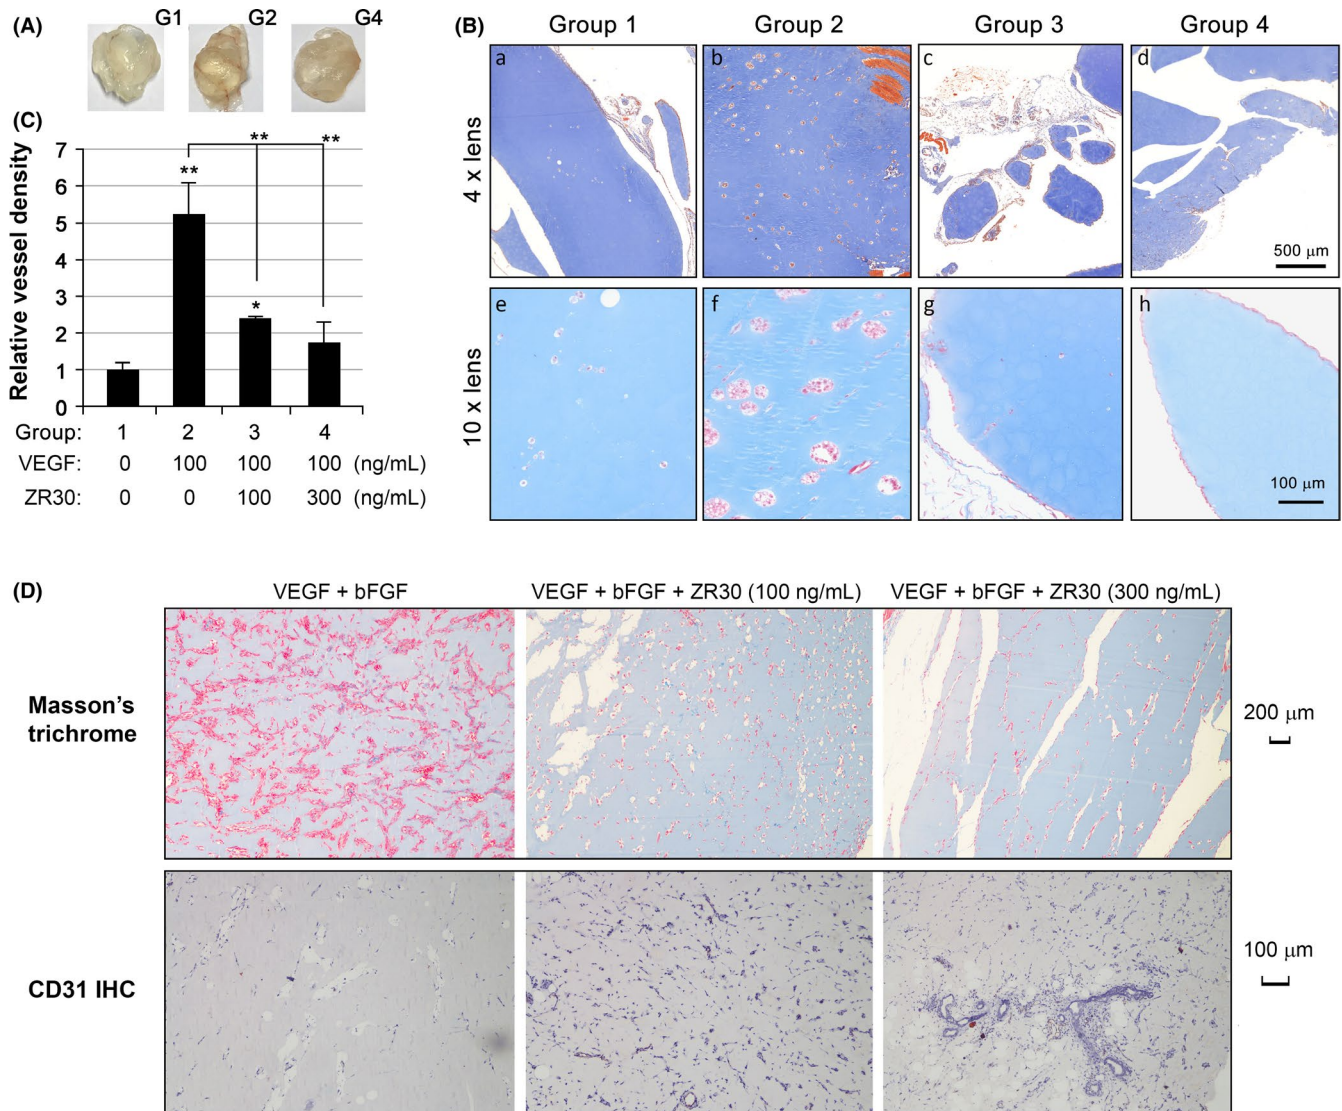 (A)
G1 G2 G4
(B)
Group 1 Group 2 Group 3 Group 4
4 x lens
a b c d
500 μm
10 x lens
e f g h
100 μm
(C)
Relative vessel density
7
6
5
4
3
2
1
0
** ** ** *
Group: 1 2 3 4
VEGF: 0 100 100 100 (ng/mL)
ZR30: 0 0 100 300 (ng/mL)
(D)
VEGF + bFGF VEGF + bFGF + ZR30 (100 ng/mL) VEGF + bFGF + ZR30 (300 ng/mL)
Masson's
trichrome
200 μm
CD31 IHC
100 μm